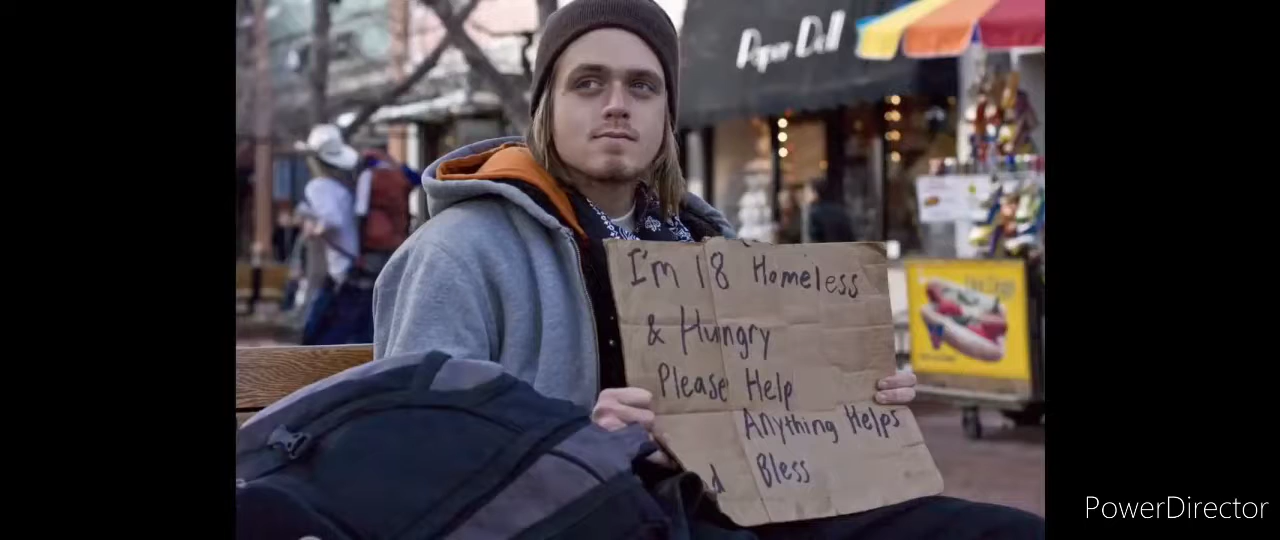 Paper Doll
I'm 18 Homeless
& Hungry
Please Help
Anything Helps
d Bless
PowerDirector